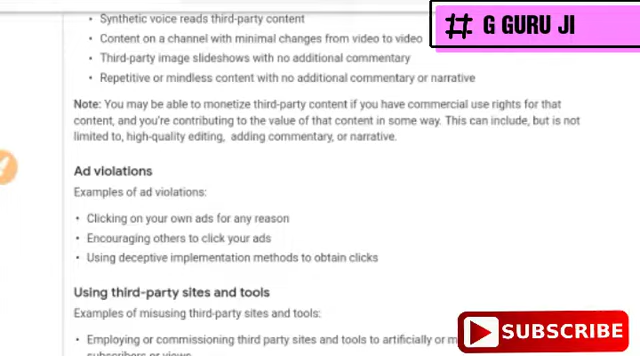 # G GURU JI
• Synthetic voice reads third-party content
• Content on a channel with minimal changes from video to video
• Third-party image slideshows with no additional commentary
• Repetitive or mindless content with no additional commentary or narrative
Note: You may be able to monetize third-party content if you have commercial use rights for that
content, and you're contributing to the value of that content in some way. This can include, but is not
limited to, high-quality editing, adding commentary, or narrative.
Ad violations
Examples of ad violations:
• Clicking on your own ads for any reason
• Encouraging others to click your ads
• Using deceptive implementation methods to obtain clicks
Using third-party sites and tools
Examples of misusing third-party sites and tools:
• Employing or commissioning third party sites and tools to artificially or
subscribers or views
SUBSCRIBE